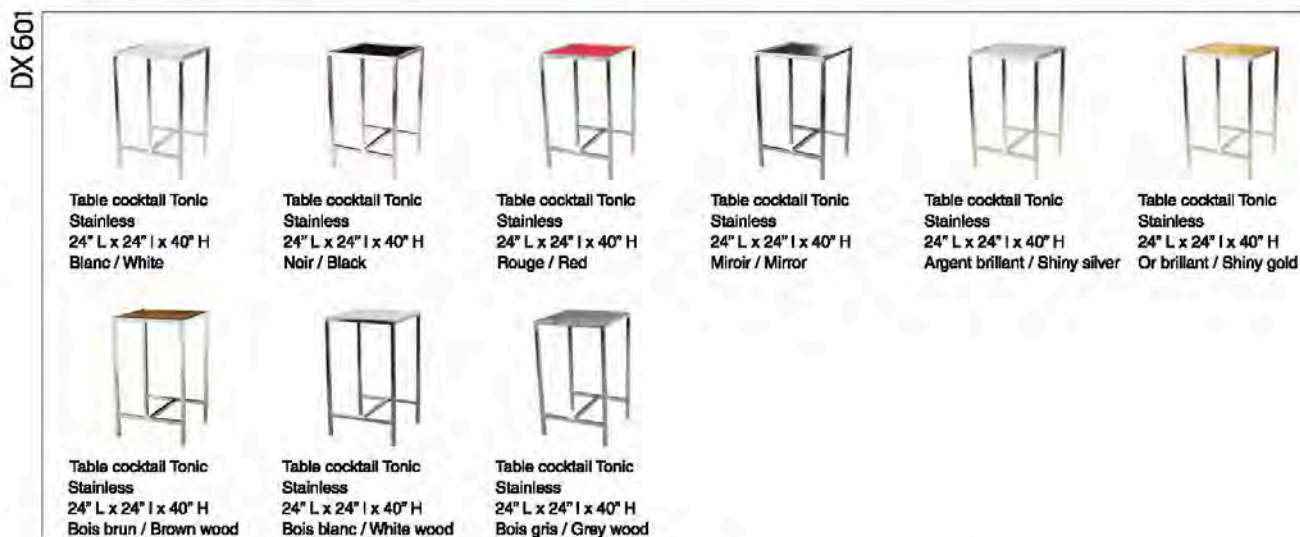 DX 601
Table cocktail Tonic
Stainless
24" L x 24" l x 40" H
Blanc / White
Table cocktail Tonic
Stainless
24" L x 24" l x 40" H
Noir / Black
Table cocktail Tonic
Stainless
24" L x 24" l x 40" H
Rouge / Red
Table cocktail Tonic
Stainless
24" L x 24" l x 40" H
Miroir / Mirror
Table cocktail Tonic
Stainless
24" L x 24" l x 40" H
Argent brillant / Shiny silver
Table cocktail Tonic
Stainless
24" L x 24" l x 40" H
Or brillant / Shiny gold
Table cocktail Tonic
Stainless
24" L x 24" l x 40" H
Bois brun / Brown wood
Table cocktail Tonic
Stainless
24" L x 24" l x 40" H
Bois blanc / White wood
Table cocktail Tonic
Stainless
24" L x 24" l x 40" H
Bois gris / Grey wood